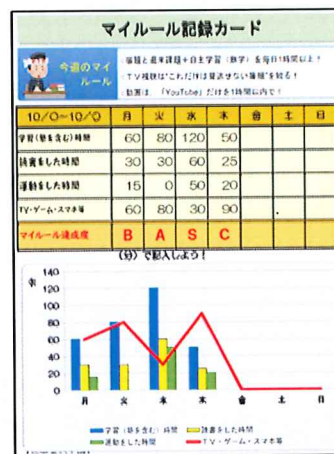 マイルール記録カード
今週のマイ
ルール
・宿題と週末課題＋自主学習（数学）を毎日1時間以上！
・TV視聴は"これだけは見逃せない番組"を観る！
・動画は、「YouTube」だけを1時間以内で！
10/○~10/○ 月 火 水 木 金 土 日
学習(塾を含む)時間 60 80 120 50
読書をした時間 30 30 60 25
運動をした時間 15 0 50 20
TV・ゲーム・スマホ等 60 80 30 90
マイルール達成度 B A S C
(分)で記入しよう！
分
140
120
100
80
60
40
20
0
月 火 水 木 金 土 日
学習(塾を含む)時間 読書をした時間
運動をした時間 TV・ゲーム・スマホ等